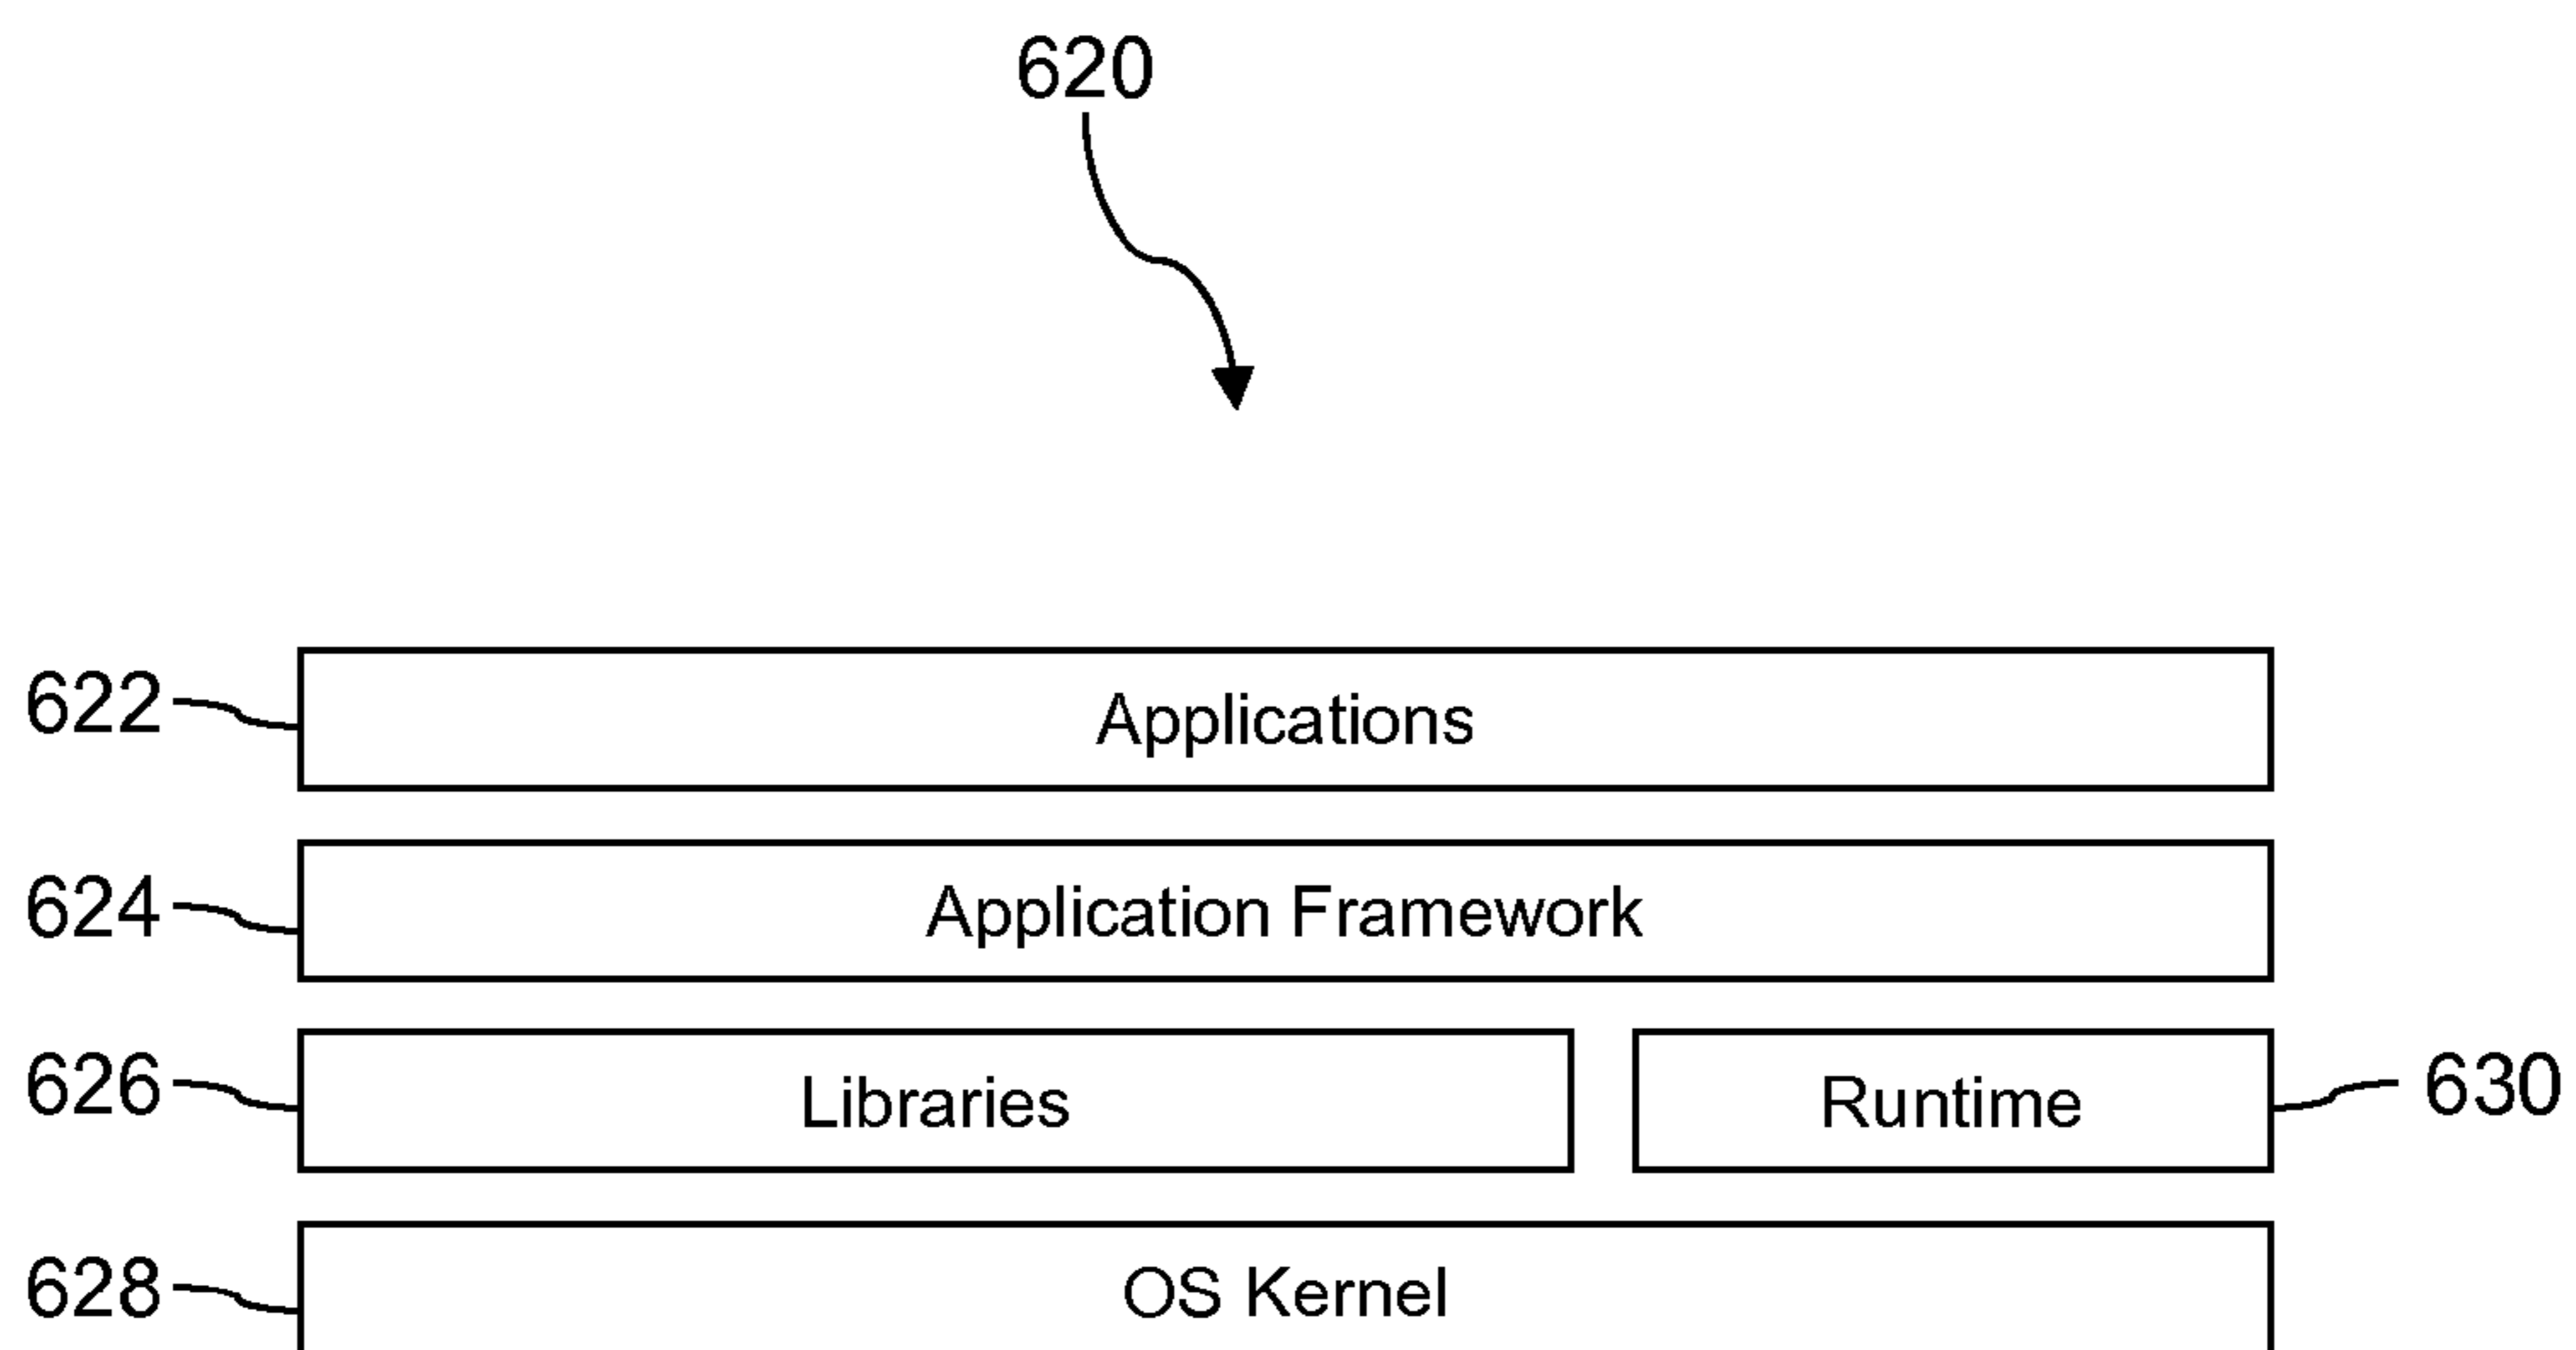 620
622 Applications
624 Application Framework
626 Libraries Runtime 630
628 OS Kernel